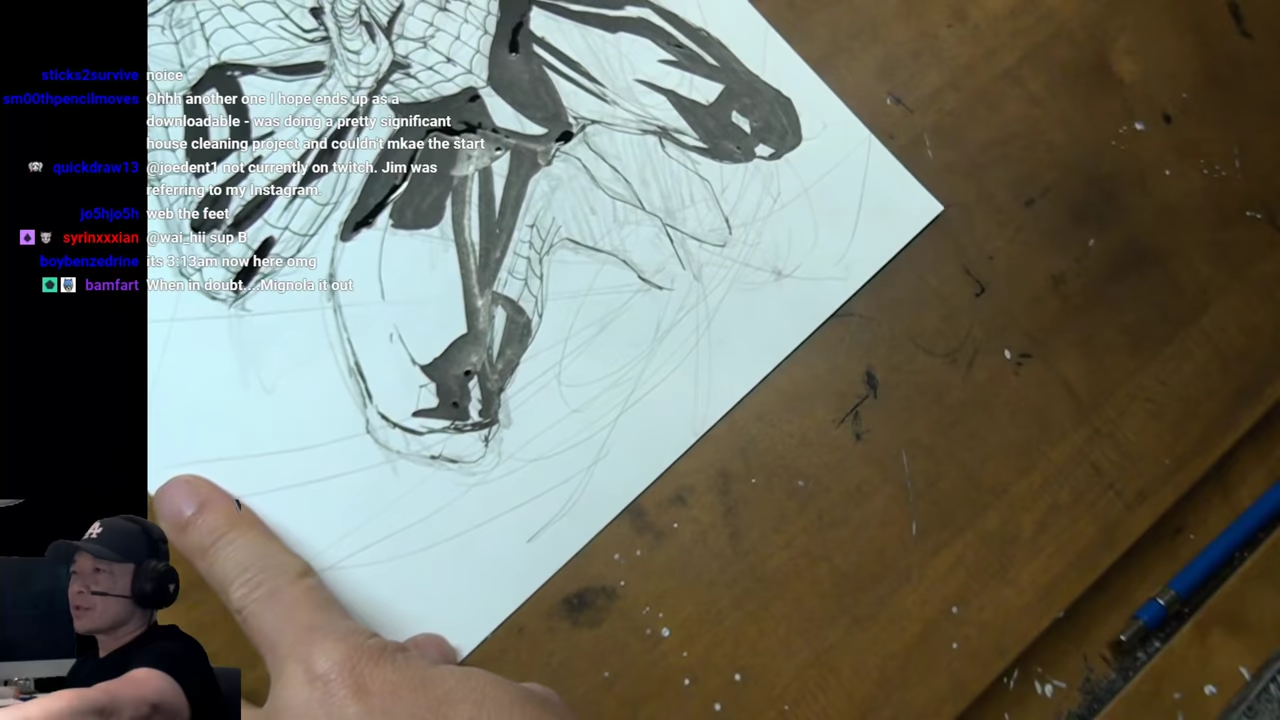 sticks2survive noice
sm00thpencilmoves Ohhh another one I hope ends up as a
downloadable - was doing a pretty significant
house cleaning project and couldn't mkae the start
quickdraw13 @joedent1 not currently on twitch. Jim was
referring to my Instagram.
jo5hjo5h web the feet
syrinxxxian @wai_hii sup B
boybenzedrine its 3:13am now here omg
bamfart When in doubt....Mignola it out